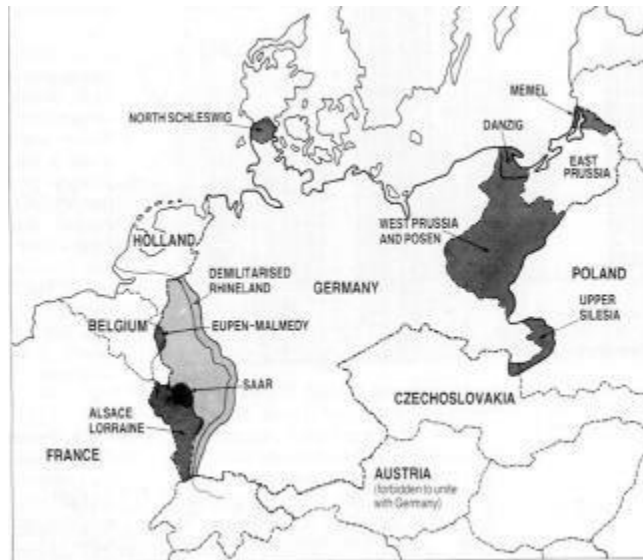 NORTH SCHLESWIG
MEMEL
DANZIG
EAST
PRUSSIA
HOLLAND
WEST PRUSSIA
AND POSEN
DEMILITARISED
RHINELAND
GERMANY
POLAND
BELGIUM
EUPEN-MALMEDY
UPPER
SILESIA
SAAR
CZECHOSLOVAKIA
ALSACE
LORRAINE
FRANCE
AUSTRIA
(forbidden to unite
with Germany)